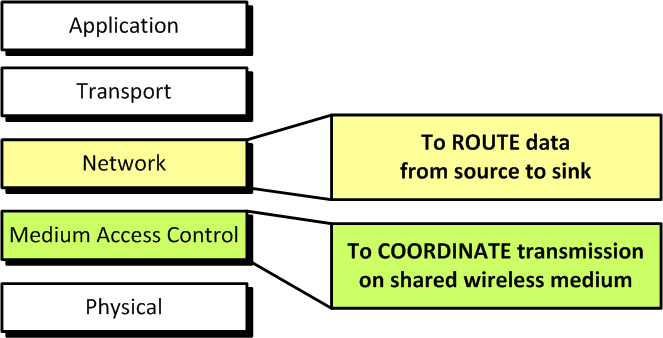 Application
Transport
Network
To ROUTE data
from source to sink
Medium Access Control
To COORDINATE transmission
on shared wireless medium
Physical